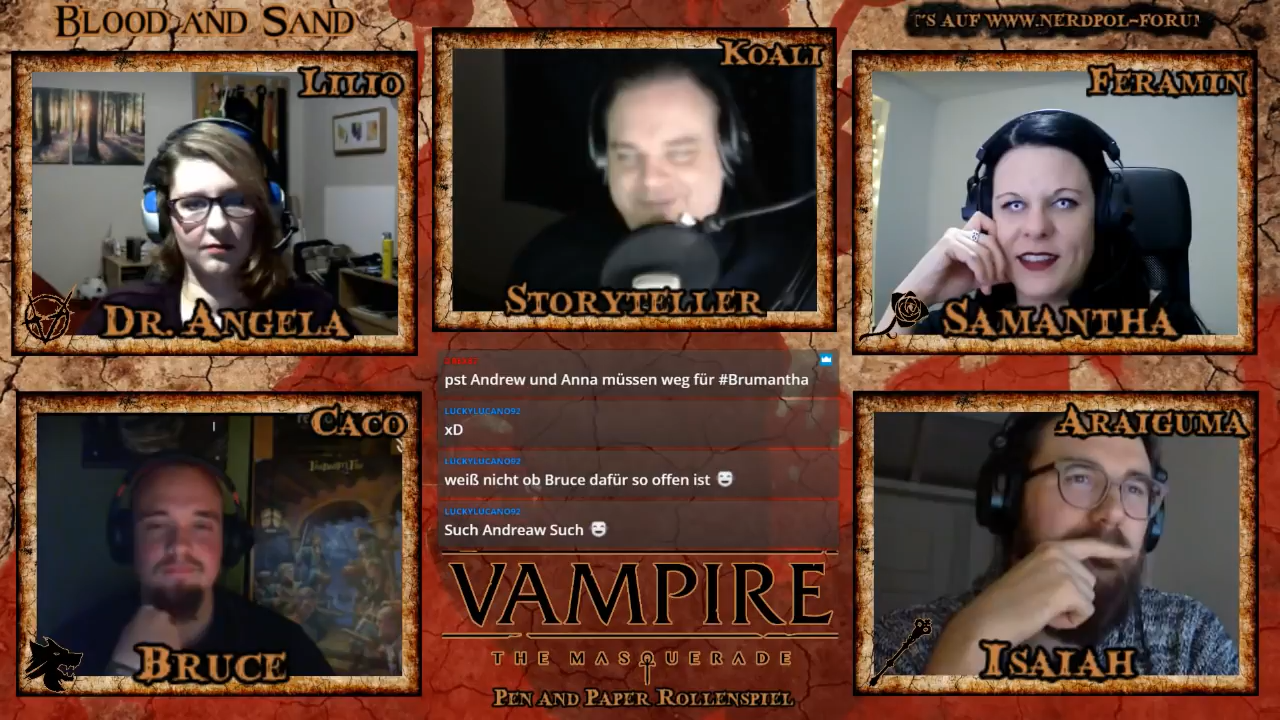 Blood and Sand
'S AUF WWW.NERDPOL-FORU
Lilio
Koali
Feramin
Dr. Angela
Storyteller
Samantha
pst Andrew und Anna müssen weg für #Brumantha
LUCKYLUCANO92
xD
LUCKYLUCANO92
weiß nicht ob Bruce dafür so offen ist
LUCKYLUCANO92
Such Andreaw Such
Caco
Araiguma
Bruce
Isaiah
VAMPIRE
THE MASQUERADE
Pen and Paper Rollenspiel